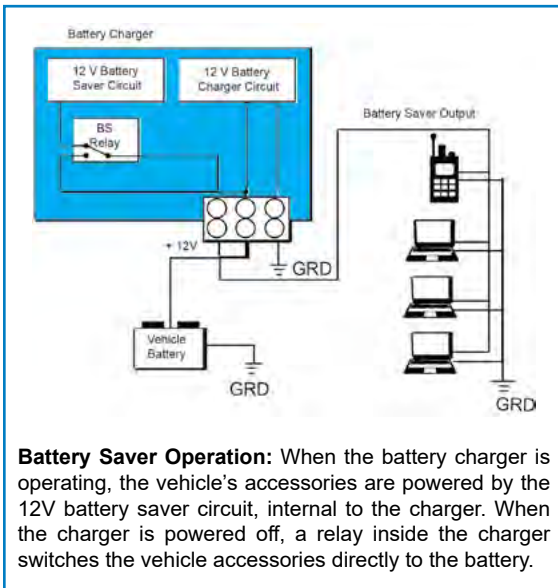 Battery Charger
12 V Battery
Saver Circuit
12 V Battery
Charger Circuit
BS
Relay
Battery Saver Output
+ 12V
GRD
Vehicle
Battery
GRD
GRD
Battery Saver Operation: When the battery charger is
operating, the vehicle's accessories are powered by the
12V battery saver circuit, internal to the charger. When
the charger is powered off, a relay inside the charger
switches the vehicle accessories directly to the battery.